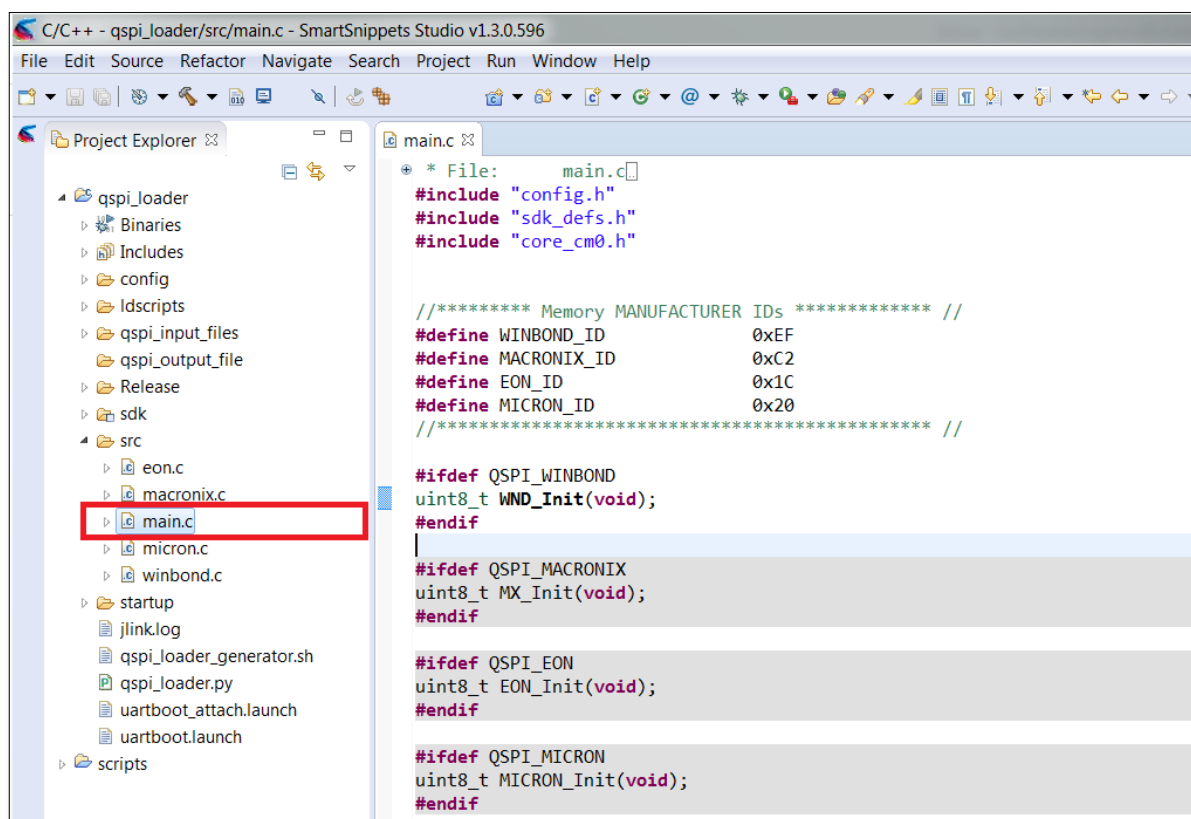 C/C++ - qspi_loader/src/main.c - SmartSnippets Studio v1.3.0.596
File Edit Source Refactor Navigate Search Project Run Window Help
Project Explorer
qspi_loader
Binaries
Includes
config
ldscripts
qspi_input_files
qspi_output_file
Release
sdk
src
eon.c
macronix.c
main.c
micron.c
winbond.c
startup
jlink.log
qspi_loader_generator.sh
qspi_loader.py
uartboot_attach.launch
uartboot.launch
scripts
main.c
* File: main.c
#include "config.h"
#include "sdk_defs.h"
#include "core_cm0.h"
//********* Memory MANUFACTURER IDs ************* //
#define WINBOND_ID 0xEF
#define MACRONIX_ID 0xC2
#define EON_ID 0x1C
#define MICRON_ID 0x20
//*********************************************** //
#ifdef QSPI_WINBOND
uint8_t WND_Init(void);
#endif
#ifdef QSPI_MACRONIX
uint8_t MX_Init(void);
#endif
#ifdef QSPI_EON
uint8_t EON_Init(void);
#endif
#ifdef QSPI_MICRON
uint8_t MICRON_Init(void);
#endif